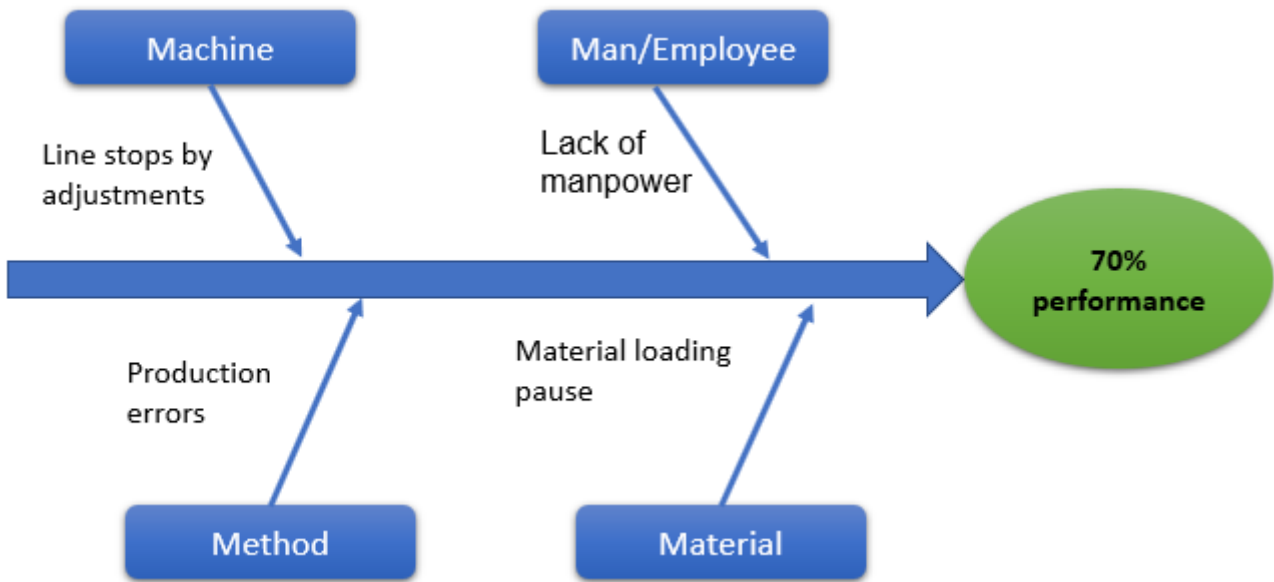 Machine
Man/Employee
Line stops by
adjustments
Lack of
manpower
70%
performance
Production
errors
Material loading
pause
Method
Material